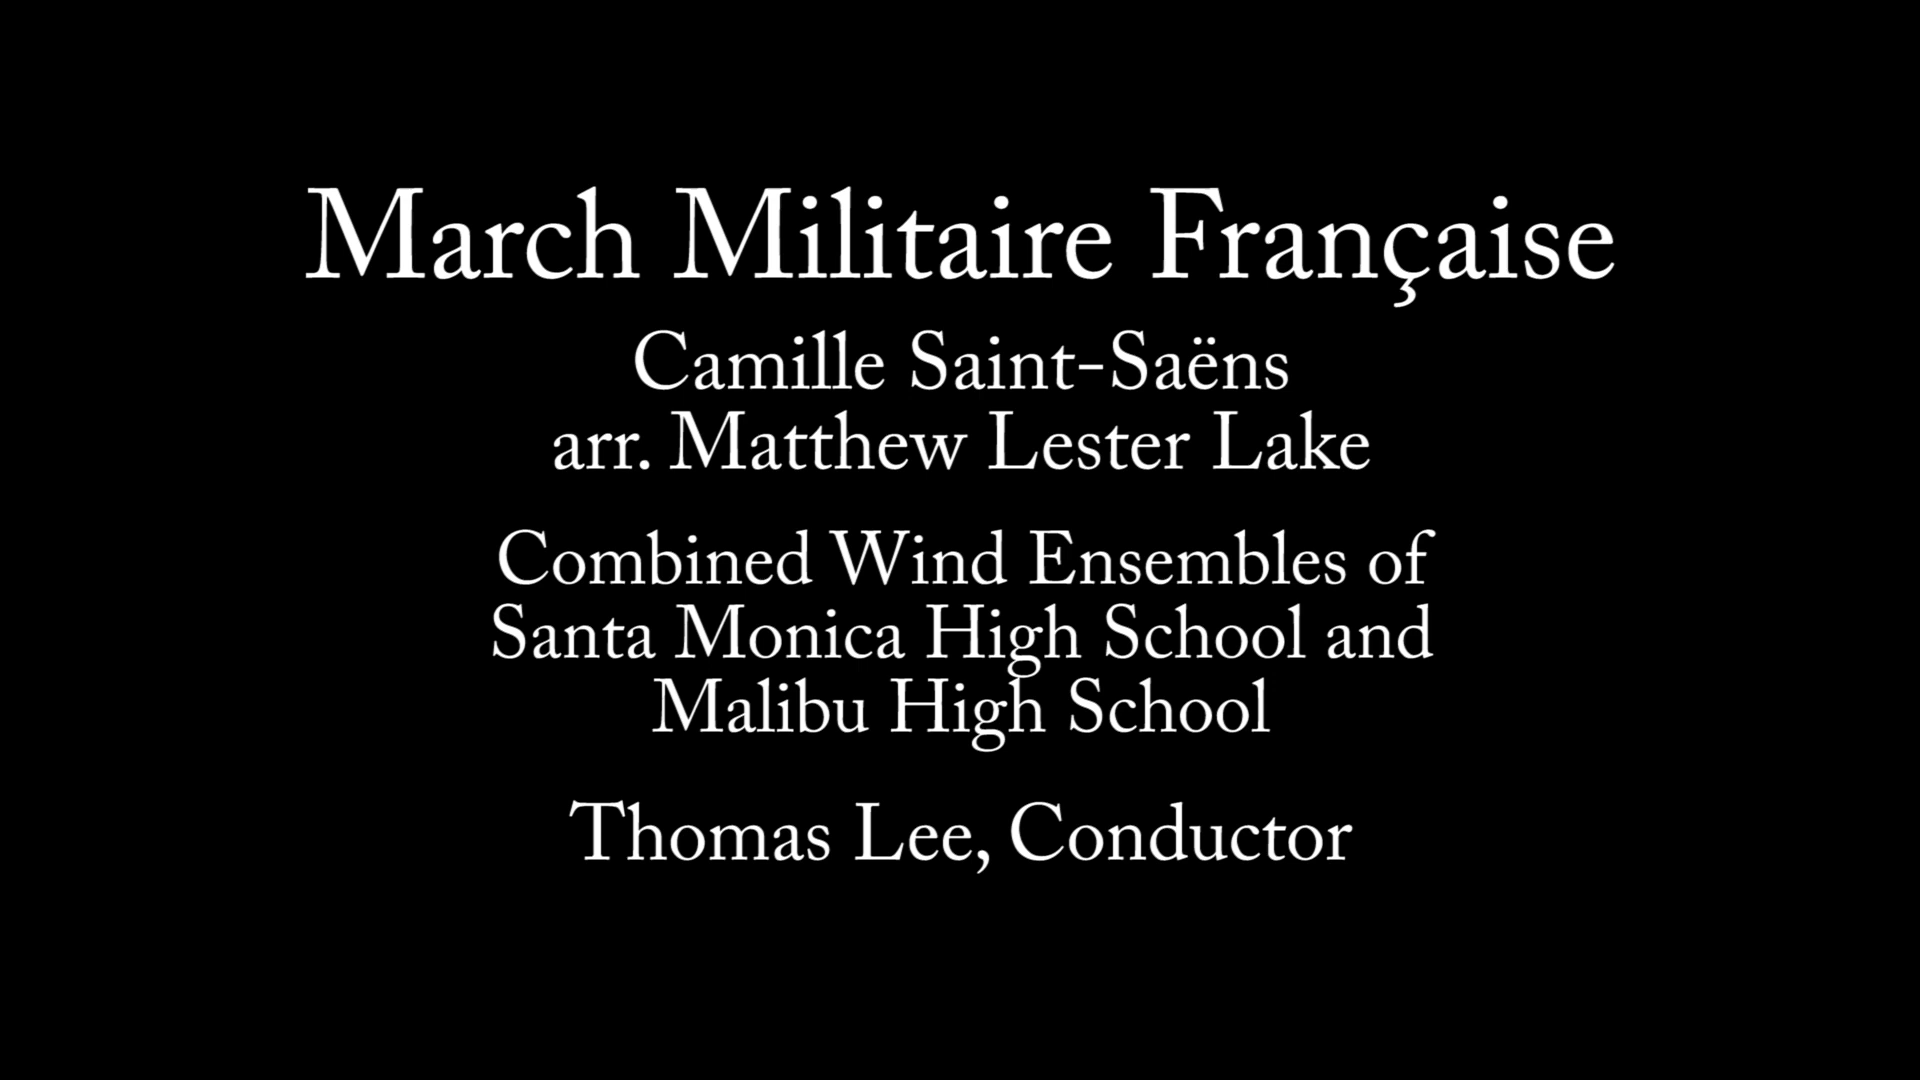 March Militaire Française
Camille Saint-Saëns
arr. Matthew Lester Lake
Combined Wind Ensembles of
Santa Monica High School and
Malibu High School
Thomas Lee, Conductor